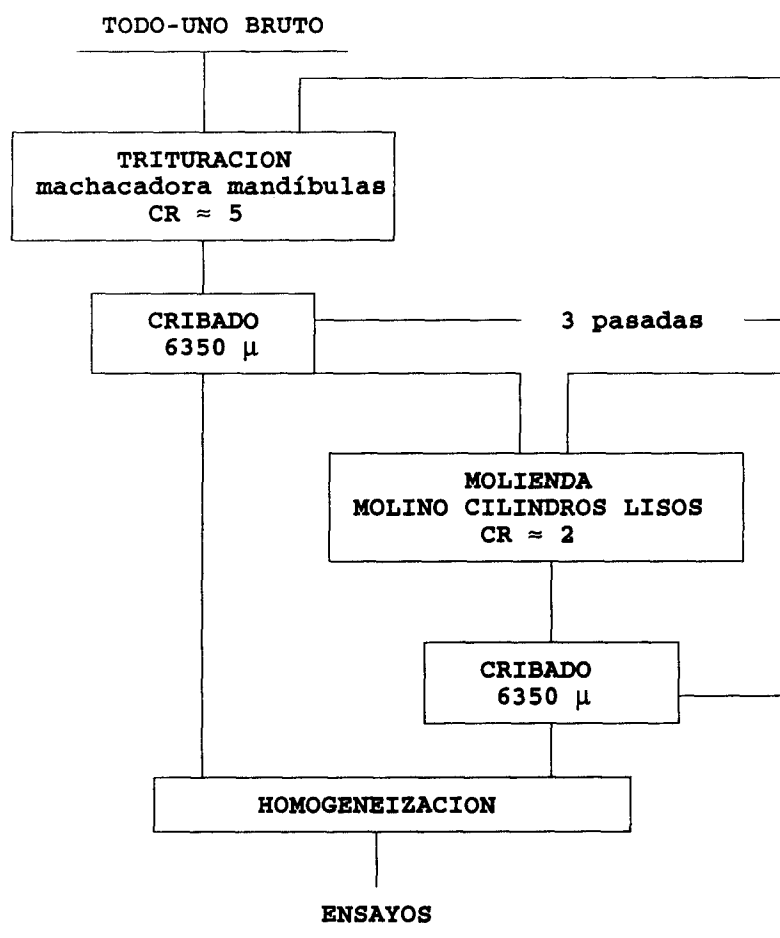 TODO-UNO BRUTO
TRITURACION
machacadora mandíbulas
CR ≈ 5
CRIBADO
6350 μ
3 pasadas
MOLIENDA
MOLINO CILINDROS LISOS
CR ≈ 2
CRIBADO
6350 μ
HOMOGENEIZACION
ENSAYOS